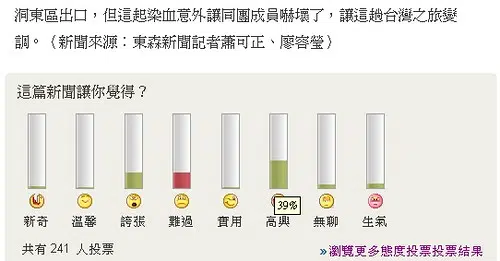 洞東區出口，但這起染血意外讓同團成員嚇壞了，讓這趟台灣之旅變
調。（新聞來源：東森新聞記者蕭可正、廖容瑩）
這篇新聞讓你覺得？
39%
新奇 溫馨 誇張 難過 實用 高興 無聊 生氣
共有 241 人投票 »瀏覽更多態度投票投票結果